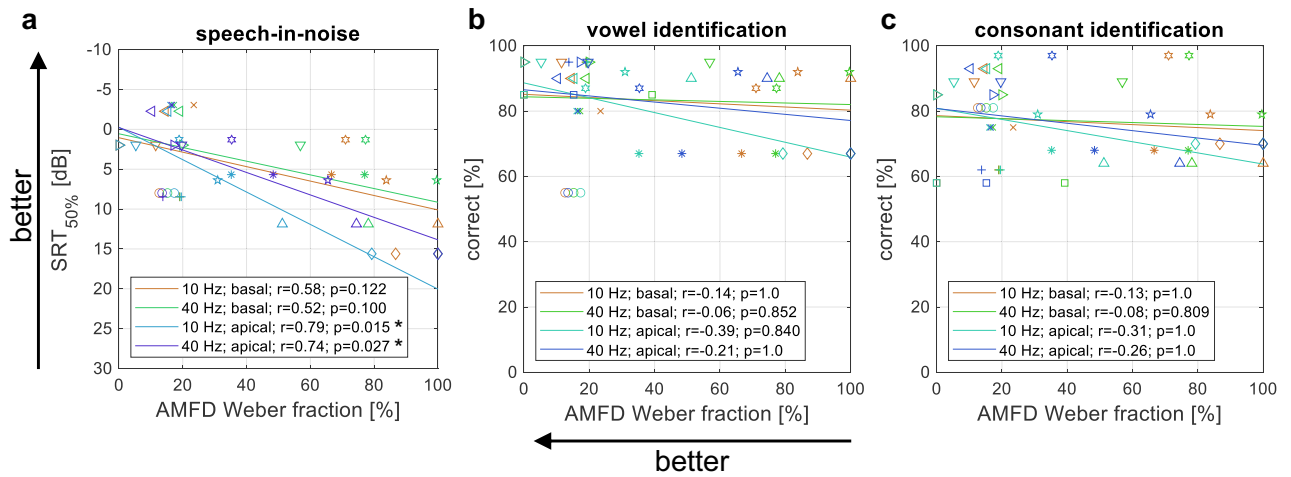 a
speech-in-noise
better
SRT50% [dB]
-10
-5
0
5
10
15
20
25
30
10 Hz; basal; r=0.58; p=0.122
40 Hz; basal; r=0.52; p=0.100
10 Hz; apical; r=0.79; p=0.015 *
40 Hz; apical; r=0.74; p=0.027 *
0 20 40 60 80 100
AMFD Weber fraction [%]
b
vowel identification
correct [%]
100
80
60
40
20
0
10 Hz; basal; r=-0.14; p=1.0
40 Hz; basal; r=-0.06; p=0.852
10 Hz; apical; r=-0.39; p=0.840
40 Hz; apical; r=-0.21; p=1.0
0 20 40 60 80 100
AMFD Weber fraction [%]
better
c
consonant identification
correct [%]
100
80
60
40
20
0
10 Hz; basal; r=-0.13; p=1.0
40 Hz; basal; r=-0.08; p=0.809
10 Hz; apical; r=-0.31; p=1.0
40 Hz; apical; r=-0.26; p=1.0
0 20 40 60 80 100
AMFD Weber fraction [%]